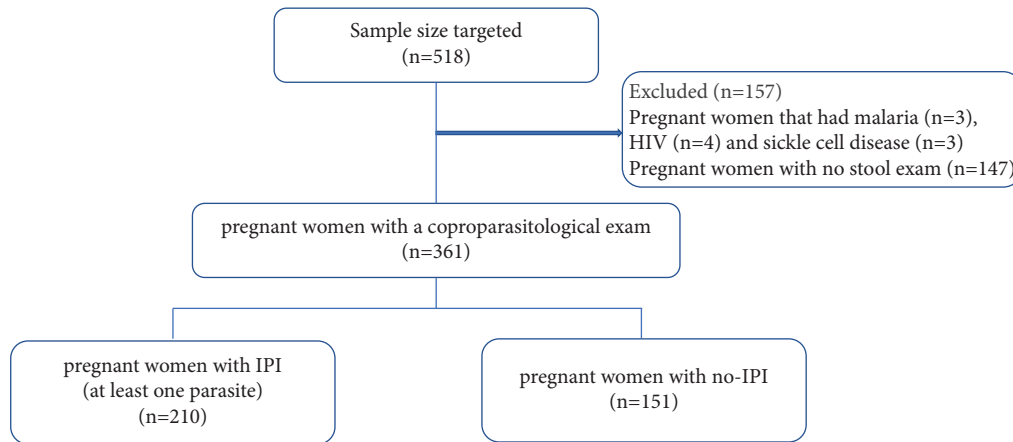 Sample size targeted
(n=518)
Excluded (n=157)
Pregnant women that had malaria (n=3),
HIV (n=4) and sickle cell disease (n=3)
Pregnant women with no stool exam (n=147)
pregnant women with a coproparasitological exam
(n=361)
pregnant women with IPI
(at least one parasite)
(n=210)
pregnant women with no-IPI
(n=151)